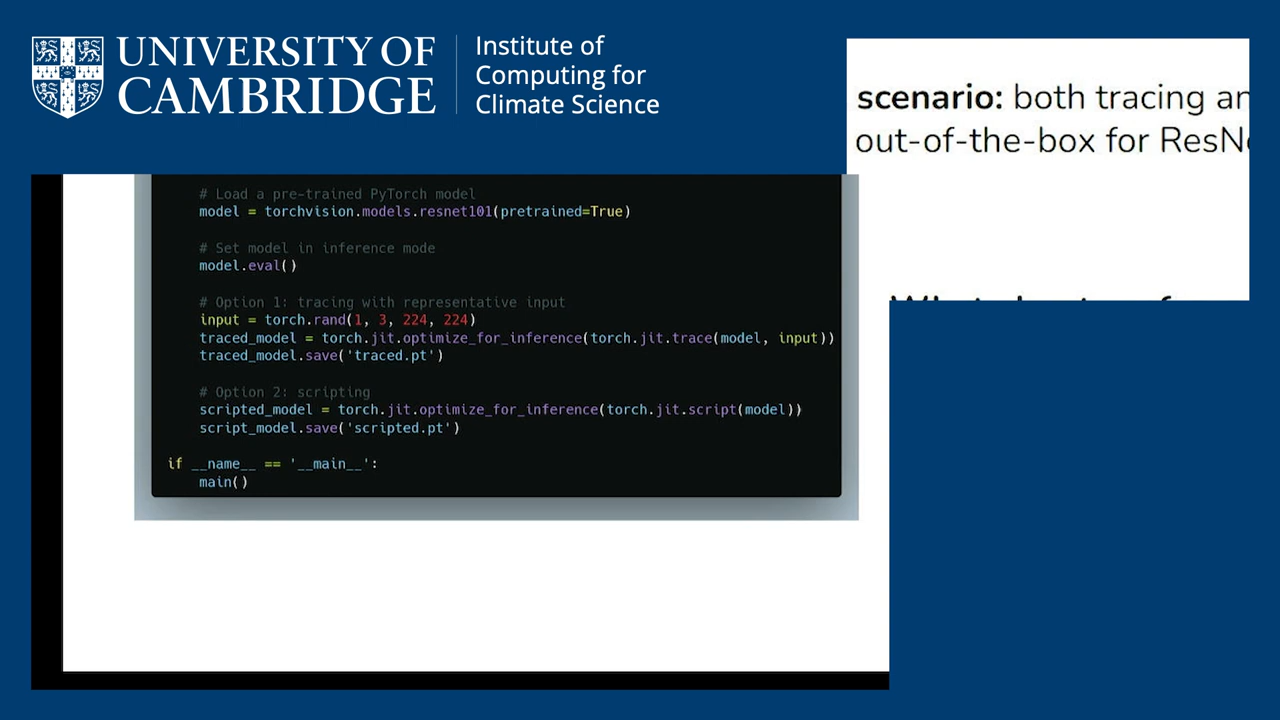 UNIVERSITY OF
CAMBRIDGE
Institute of
Computing for
Climate Science
scenario: both tracing an
out-of-the-box for ResN
# Load a pre-trained PyTorch model
model = torchvision.models.resnet101(pretrained=True)
# Set model in inference mode
model.eval()
# Option 1: tracing with representative input
input = torch.rand(1, 3, 224, 224)
traced_model = torch.jit.optimize_for_inference(torch.jit.trace(model, input))
traced_model.save('traced.pt')
# Option 2: scripting
scripted_model = torch.jit.optimize_for_inference(torch.jit.script(model))
script_model.save('scripted.pt')
if __name__ == '__main__':
main()